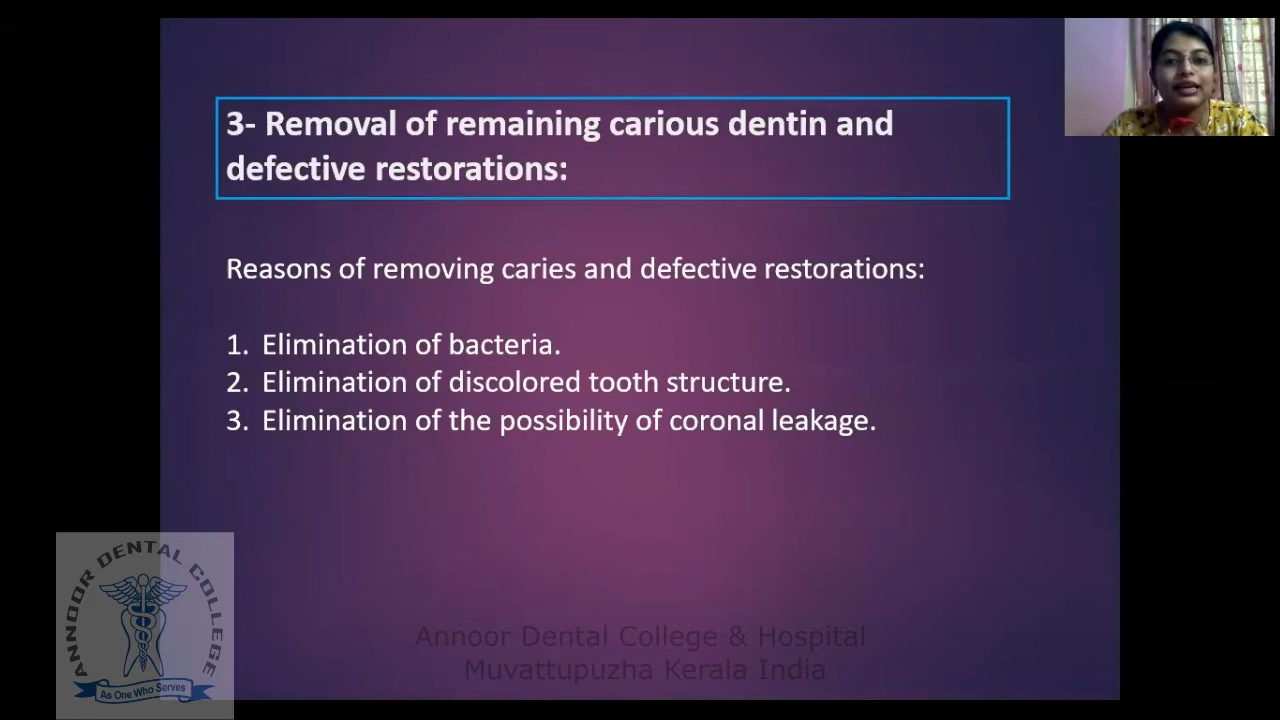 3- Removal of remaining carious dentin and
defective restorations:
Reasons of removing caries and defective restorations:
1. Elimination of bacteria.
2. Elimination of discolored tooth structure.
3. Elimination of the possibility of coronal leakage.
ANNOOR DENTAL COLLEGE
As One Who Serves
Annoor Dental College & Hospital
Muvattupuzha Kerala India